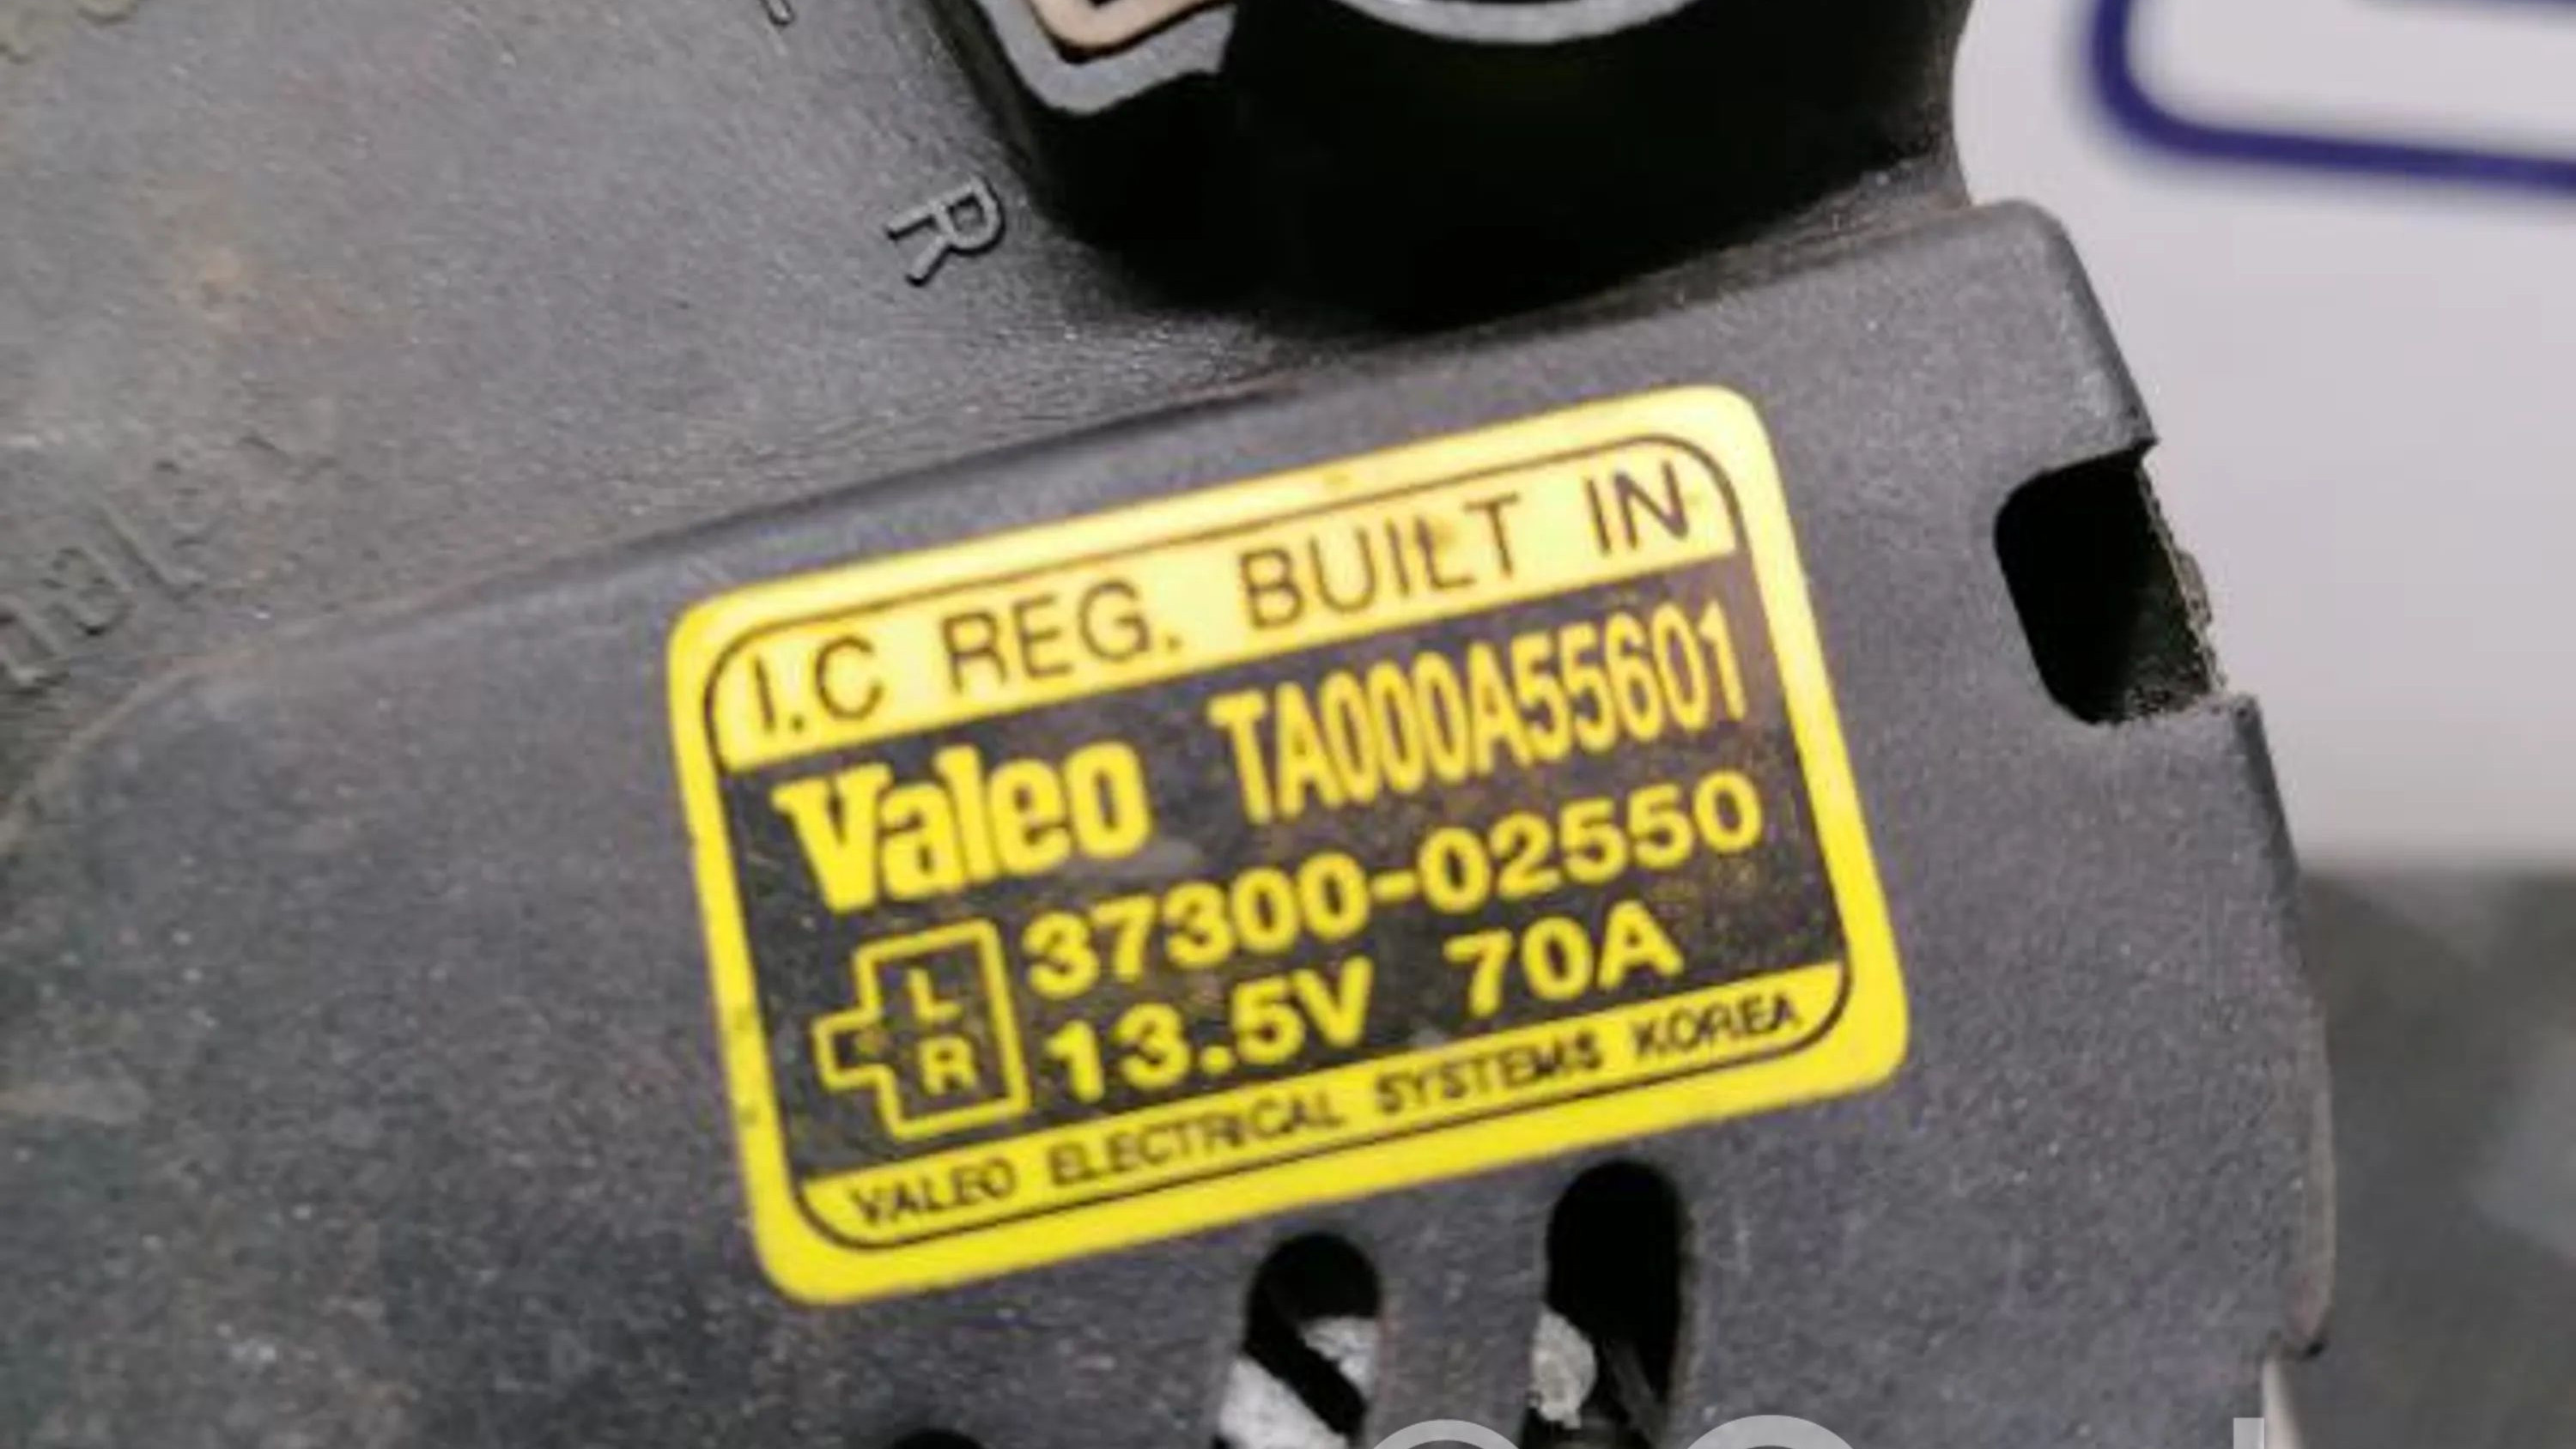 R
I.C REG. BUILT IN
Valeo TA000A55601
37300-02550
L
R
13.5V 70A
VALEO ELECTRICAL SYSTEMS KOREA